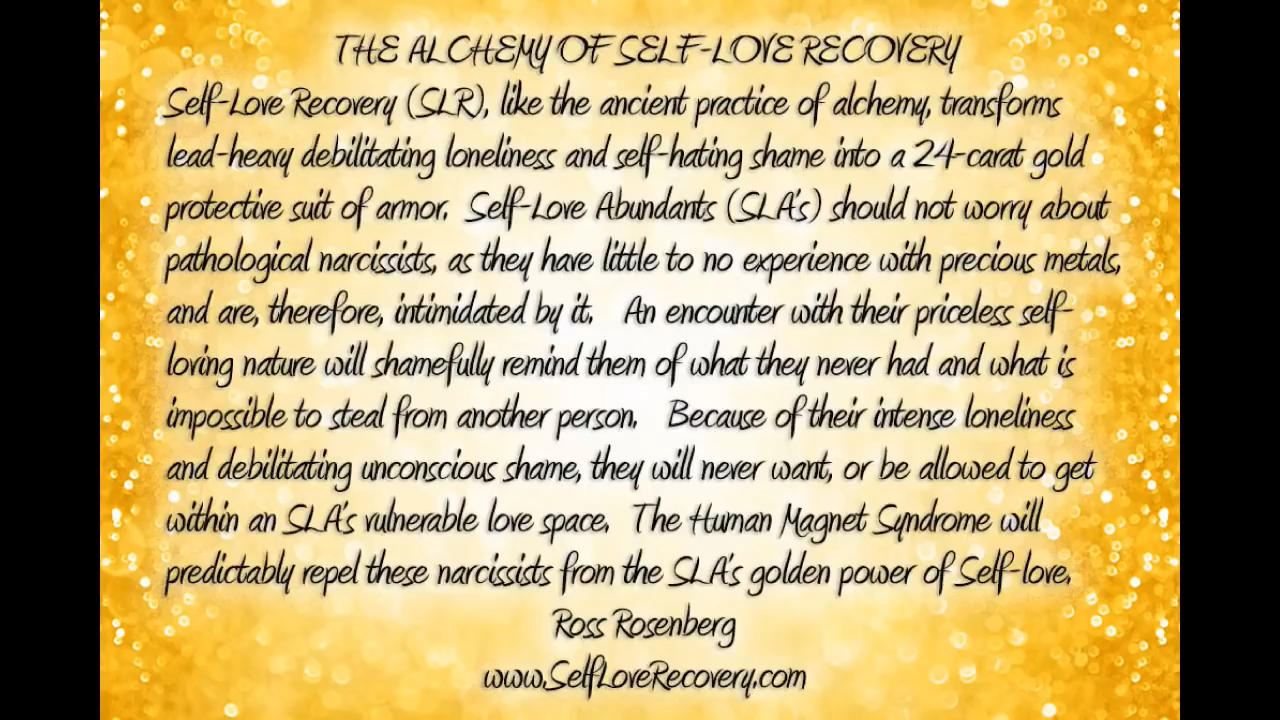 THE ALCHEMY OF SELF-LOVE RECOVERY
Self-Love Recovery (SLR), like the ancient practice of alchemy, transforms
lead-heavy debilitating loneliness and self-hating shame into a 24-carat gold
protective suit of armor. Self-Love Abundants (SLA's) should not worry about
pathological narcissists, as they have little to no experience with precious metals,
and are, therefore, intimidated by it. An encounter with their priceless self-
loving nature will shamefully remind them of what they never had and what is
impossible to steal from another person. Because of their intense loneliness
and debilitating unconscious shame, they will never want, or be allowed to get
within an SLA's vulnerable love space. The Human Magnet Syndrome will
predictably repel these narcissists from the SLA's golden power of Self-love.
Ross Rosenberg
www.SelfLoveRecovery.com